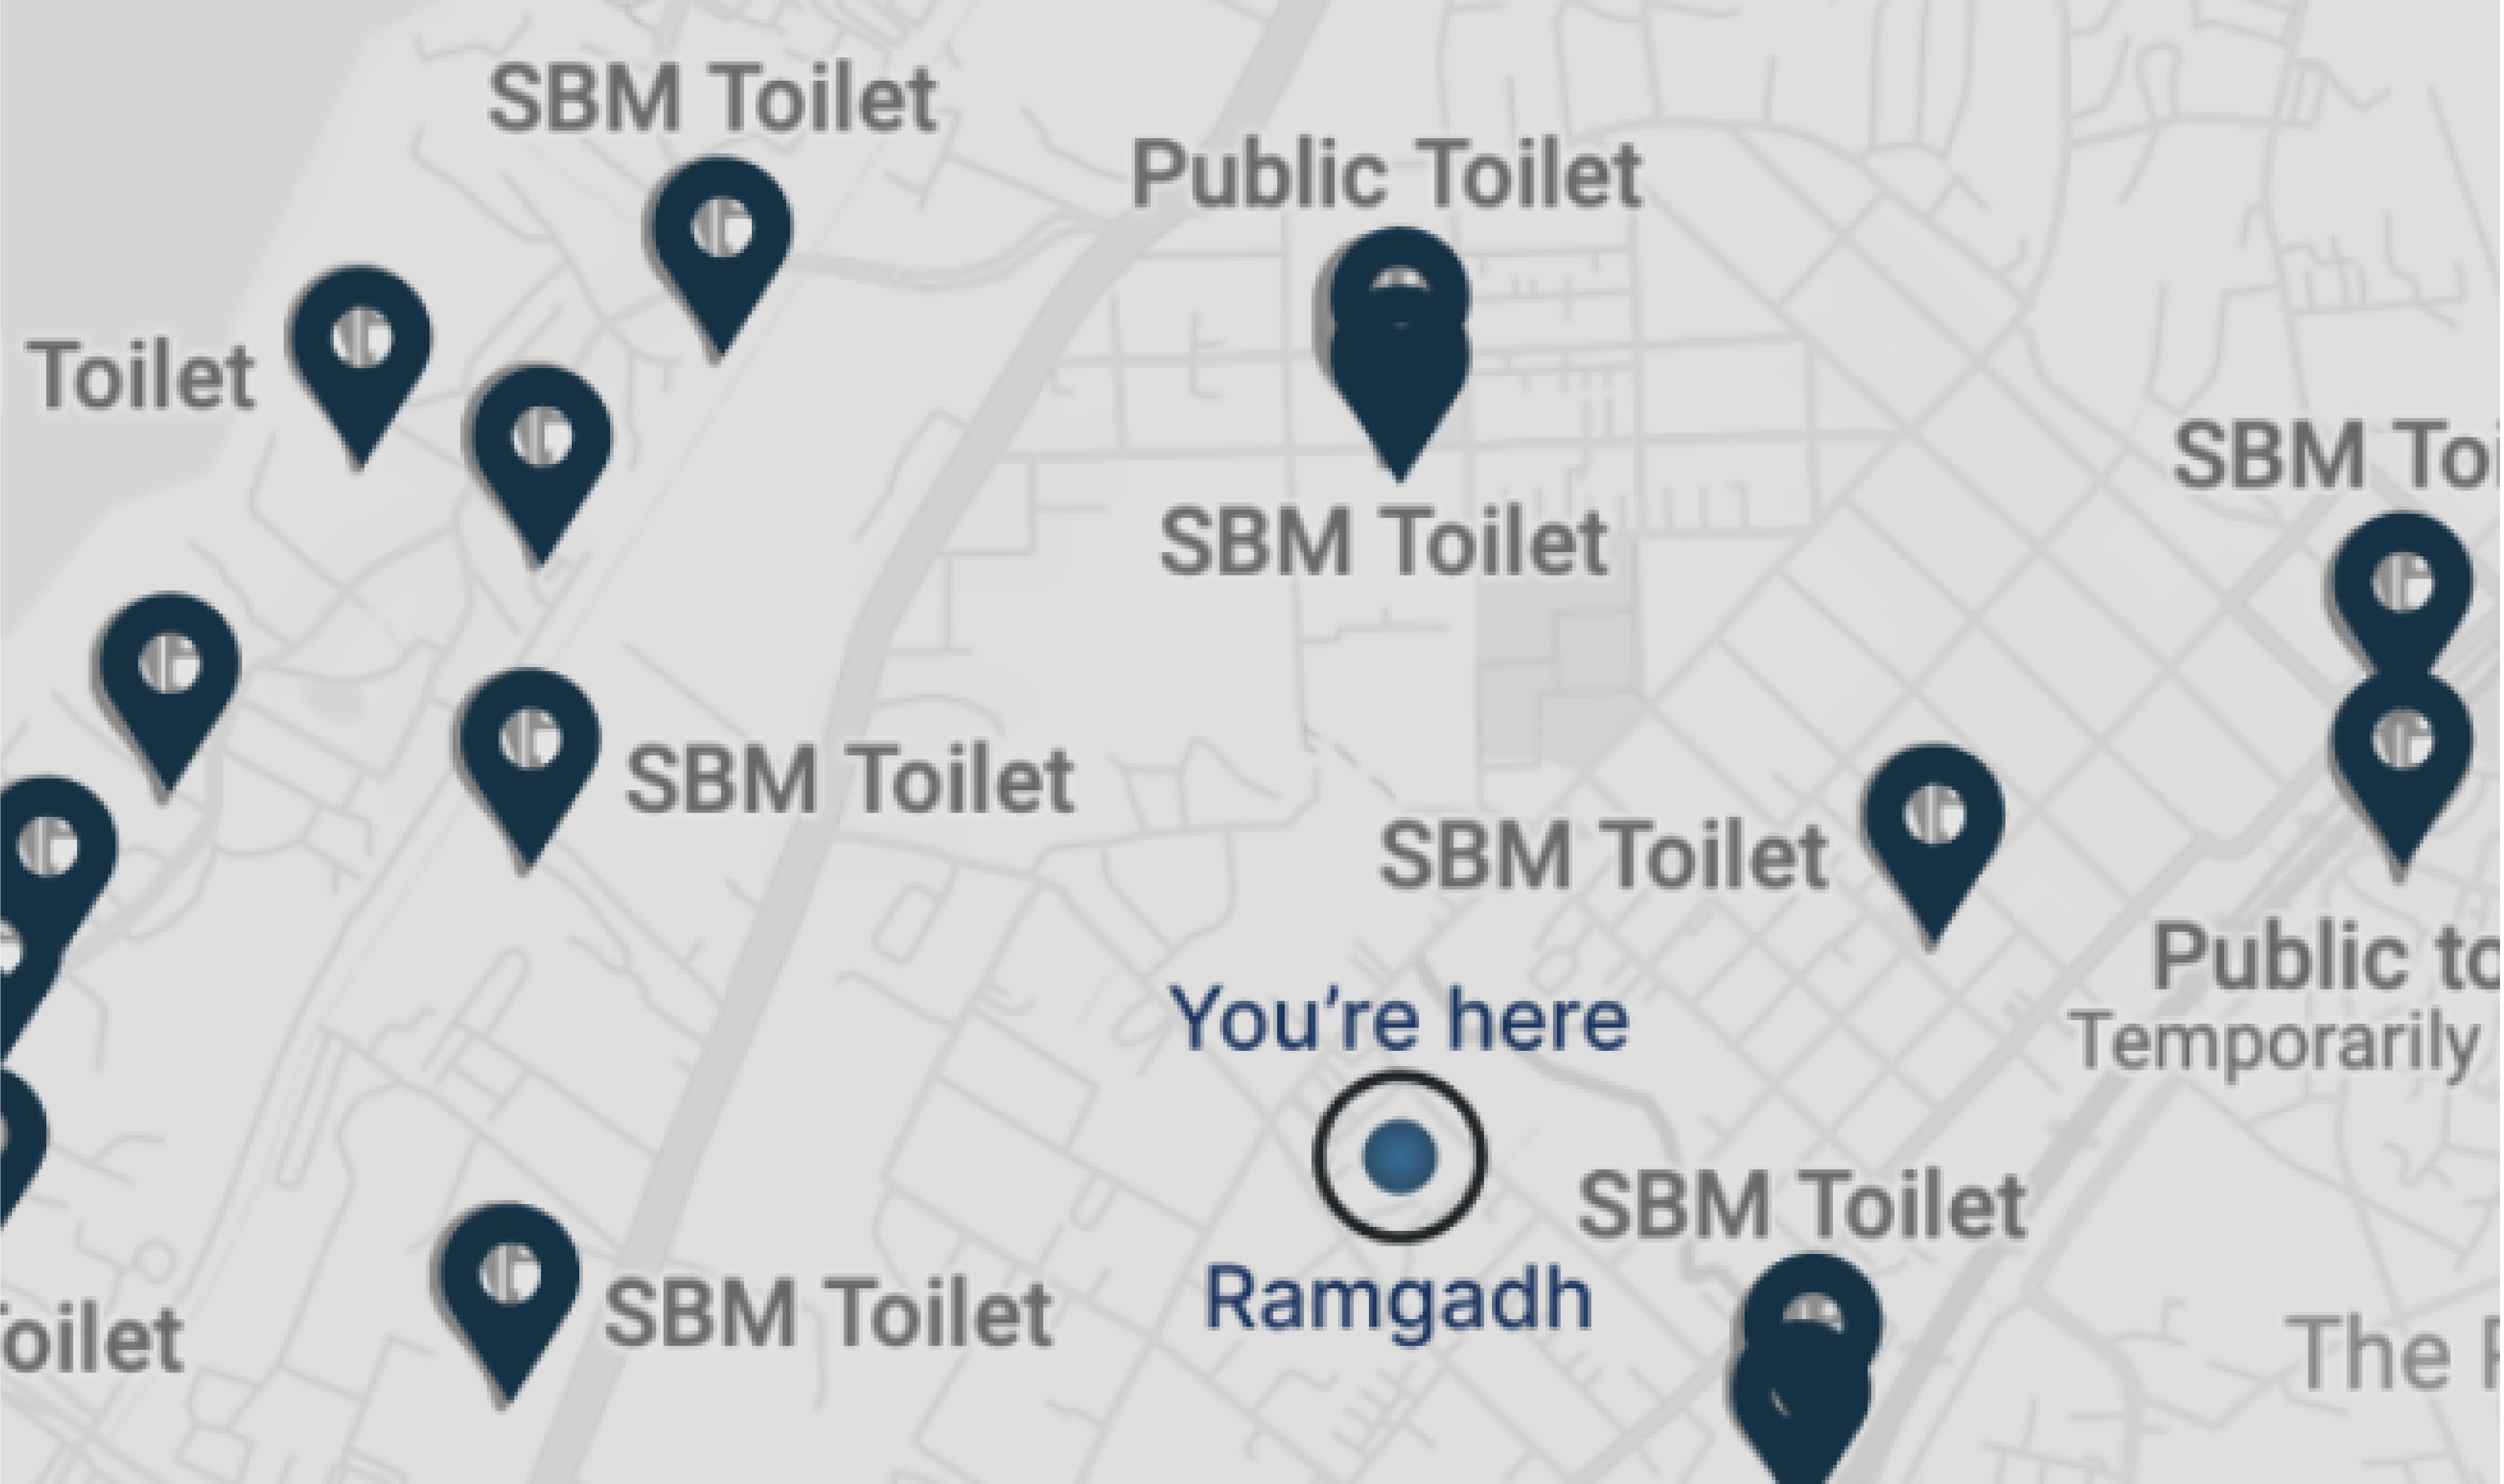 SBM Toilet
Public Toilet
Toilet
SBM Toi
SBM Toilet
SBM Toilet
SBM Toilet
Public to
Temporarily
You're here
SBM Toilet
Ramgadh
SBM Toilet
oilet
The